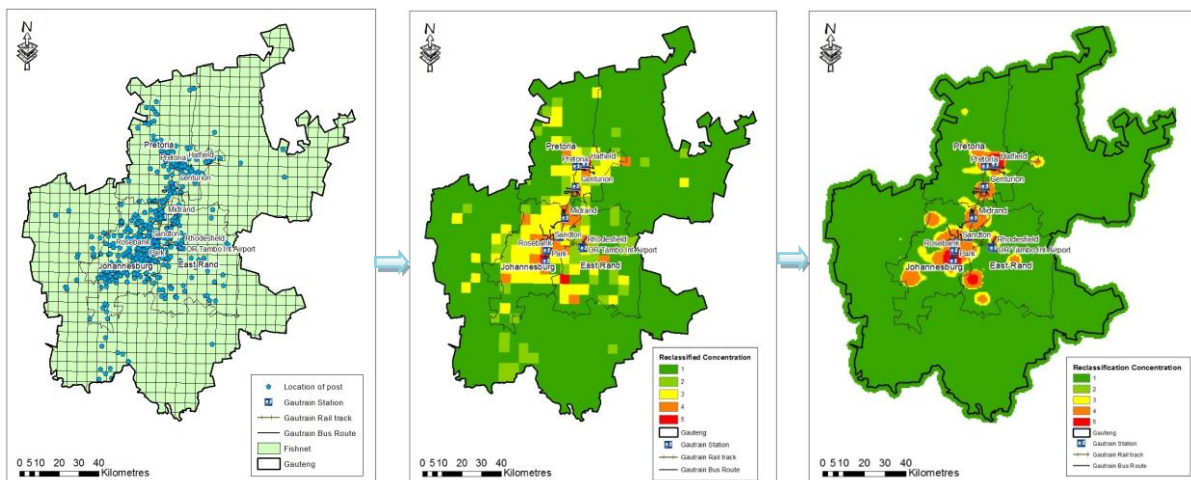 N
Pretoria
Pretoria
Hatfield
Centurion
Midrand
Sandton
Rosebank
Rhodesfield
OR Tambo Int.Airport
Park
Johannesburg
East Rand
Location of post
Gautrain Station
Gautrain Rail track
Gautrain Bus Route
Fishnet
Gauteng
0 5 10 20 30 40
Kilometres
N
Pretoria
Pretoria
Hatfield
Centurion
Midrand
Sandton
Rosebank
Rhodesfield
OR Tambo Int.Airport
Park
Johannesburg
East Rand
Reclassified Concentration
1
2
3
4
5
Gauteng
Gautrain Station
Gautrain Rail track
Gautrain Bus Route
0 5 10 20 30 40
Kilometres
N
Pretoria
Pretoria
Hatfield
Centurion
Midrand
Sandton
Rosebank
Rhodesfield
OR Tambo Int.Airport
Park
Johannesburg
East Rand
Reclassification Concentration
1
2
3
4
5
Gauteng
Gautrain Station
Gautrain Rail track
Gautrain Bus Route
0 5 10 20 30 40
Kilometres